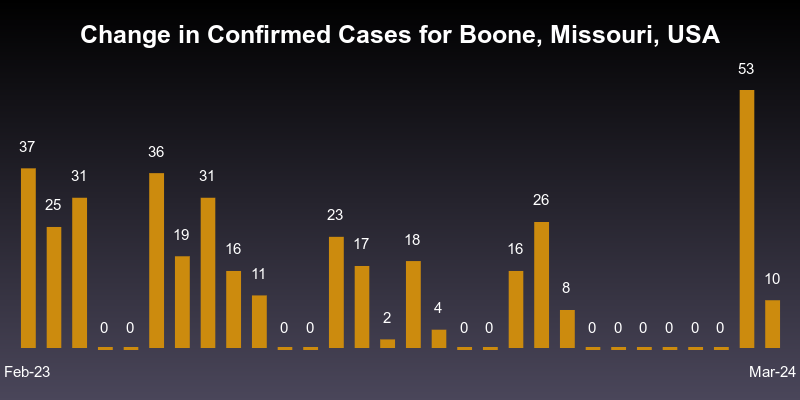 Change in Confirmed Cases for Boone, Missouri, USA
37 25 31 0 0 36 19 31 16 11 0 0 23 17 2 18 4 0 0 16 26 8 0 0 0 0 0 0 53 10
Feb-23 Mar-24